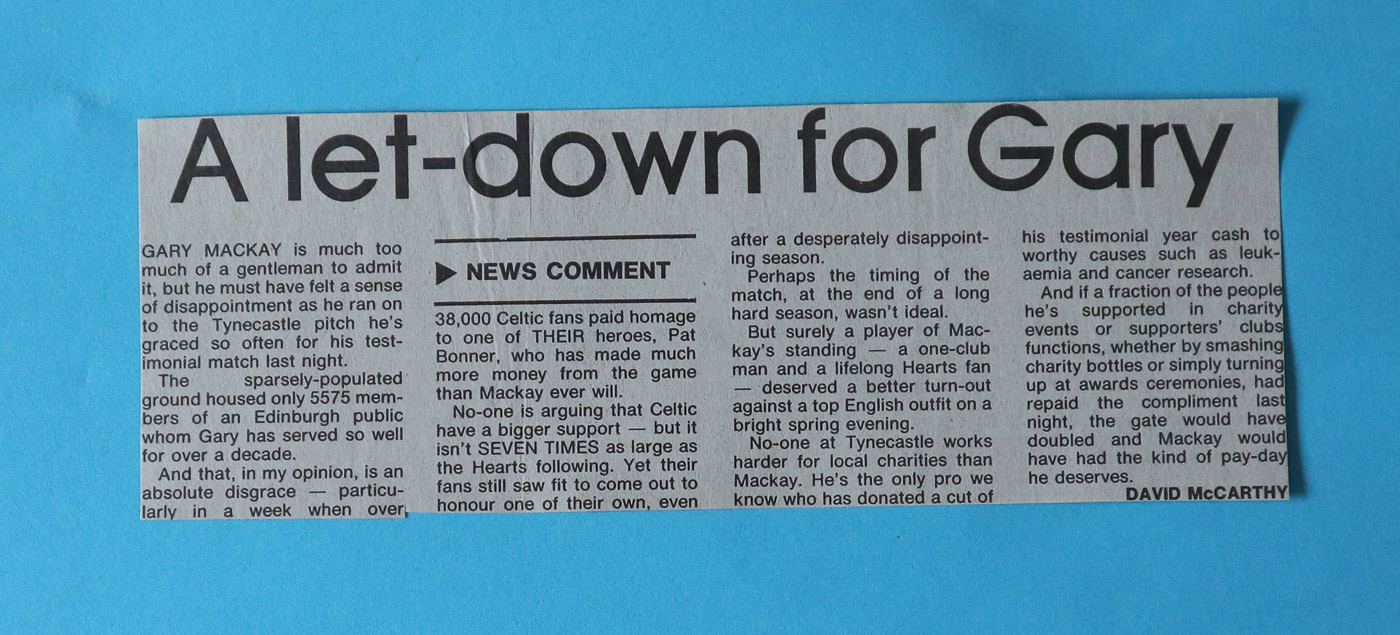 A let-down for Gary
GARY MACKAY is much too
much of a gentleman to admit
it, but he must have felt a sense
of disappointment as he ran on
to the Tynecastle pitch he's
graced so often for his test-
imonial match last night.
The sparsely-populated
ground housed only 5575 mem-
bers of an Edinburgh public
whom Gary has served so well
for over a decade.
And that, in my opinion, is an
absolute disgrace — particu-
larly in a week when over
NEWS COMMENT
38,000 Celtic fans paid homage
to one of THEIR heroes, Pat
Bonner, who has made much
more money from the game
than Mackay ever will.
No-one is arguing that Celtic
have a bigger support — but it
isn't SEVEN TIMES as large as
the Hearts following. Yet their
fans still saw fit to come out to
honour one of their own, even
after a desperately disappoint-
ing season.
Perhaps the timing of the
match, at the end of a long
hard season, wasn't ideal.
But surely a player of Mac-
kay's standing — a one-club
man and a lifelong Hearts fan
— deserved a better turn-out
against a top English outfit on a
bright spring evening.
No-one at Tynecastle works
harder for local charities than
Mackay. He's the only pro we
know who has donated a cut of
his testimonial year cash to
worthy causes such as leuk-
aemia and cancer research.
And if a fraction of the people
he's supported in charity
events or supporters' clubs
functions, whether by smashing
charity bottles or simply turning
up at awards ceremonies, had
repaid the compliment last
night, the gate would have
doubled and Mackay would
have had the kind of pay-day
he deserves.
DAVID McCARTHY